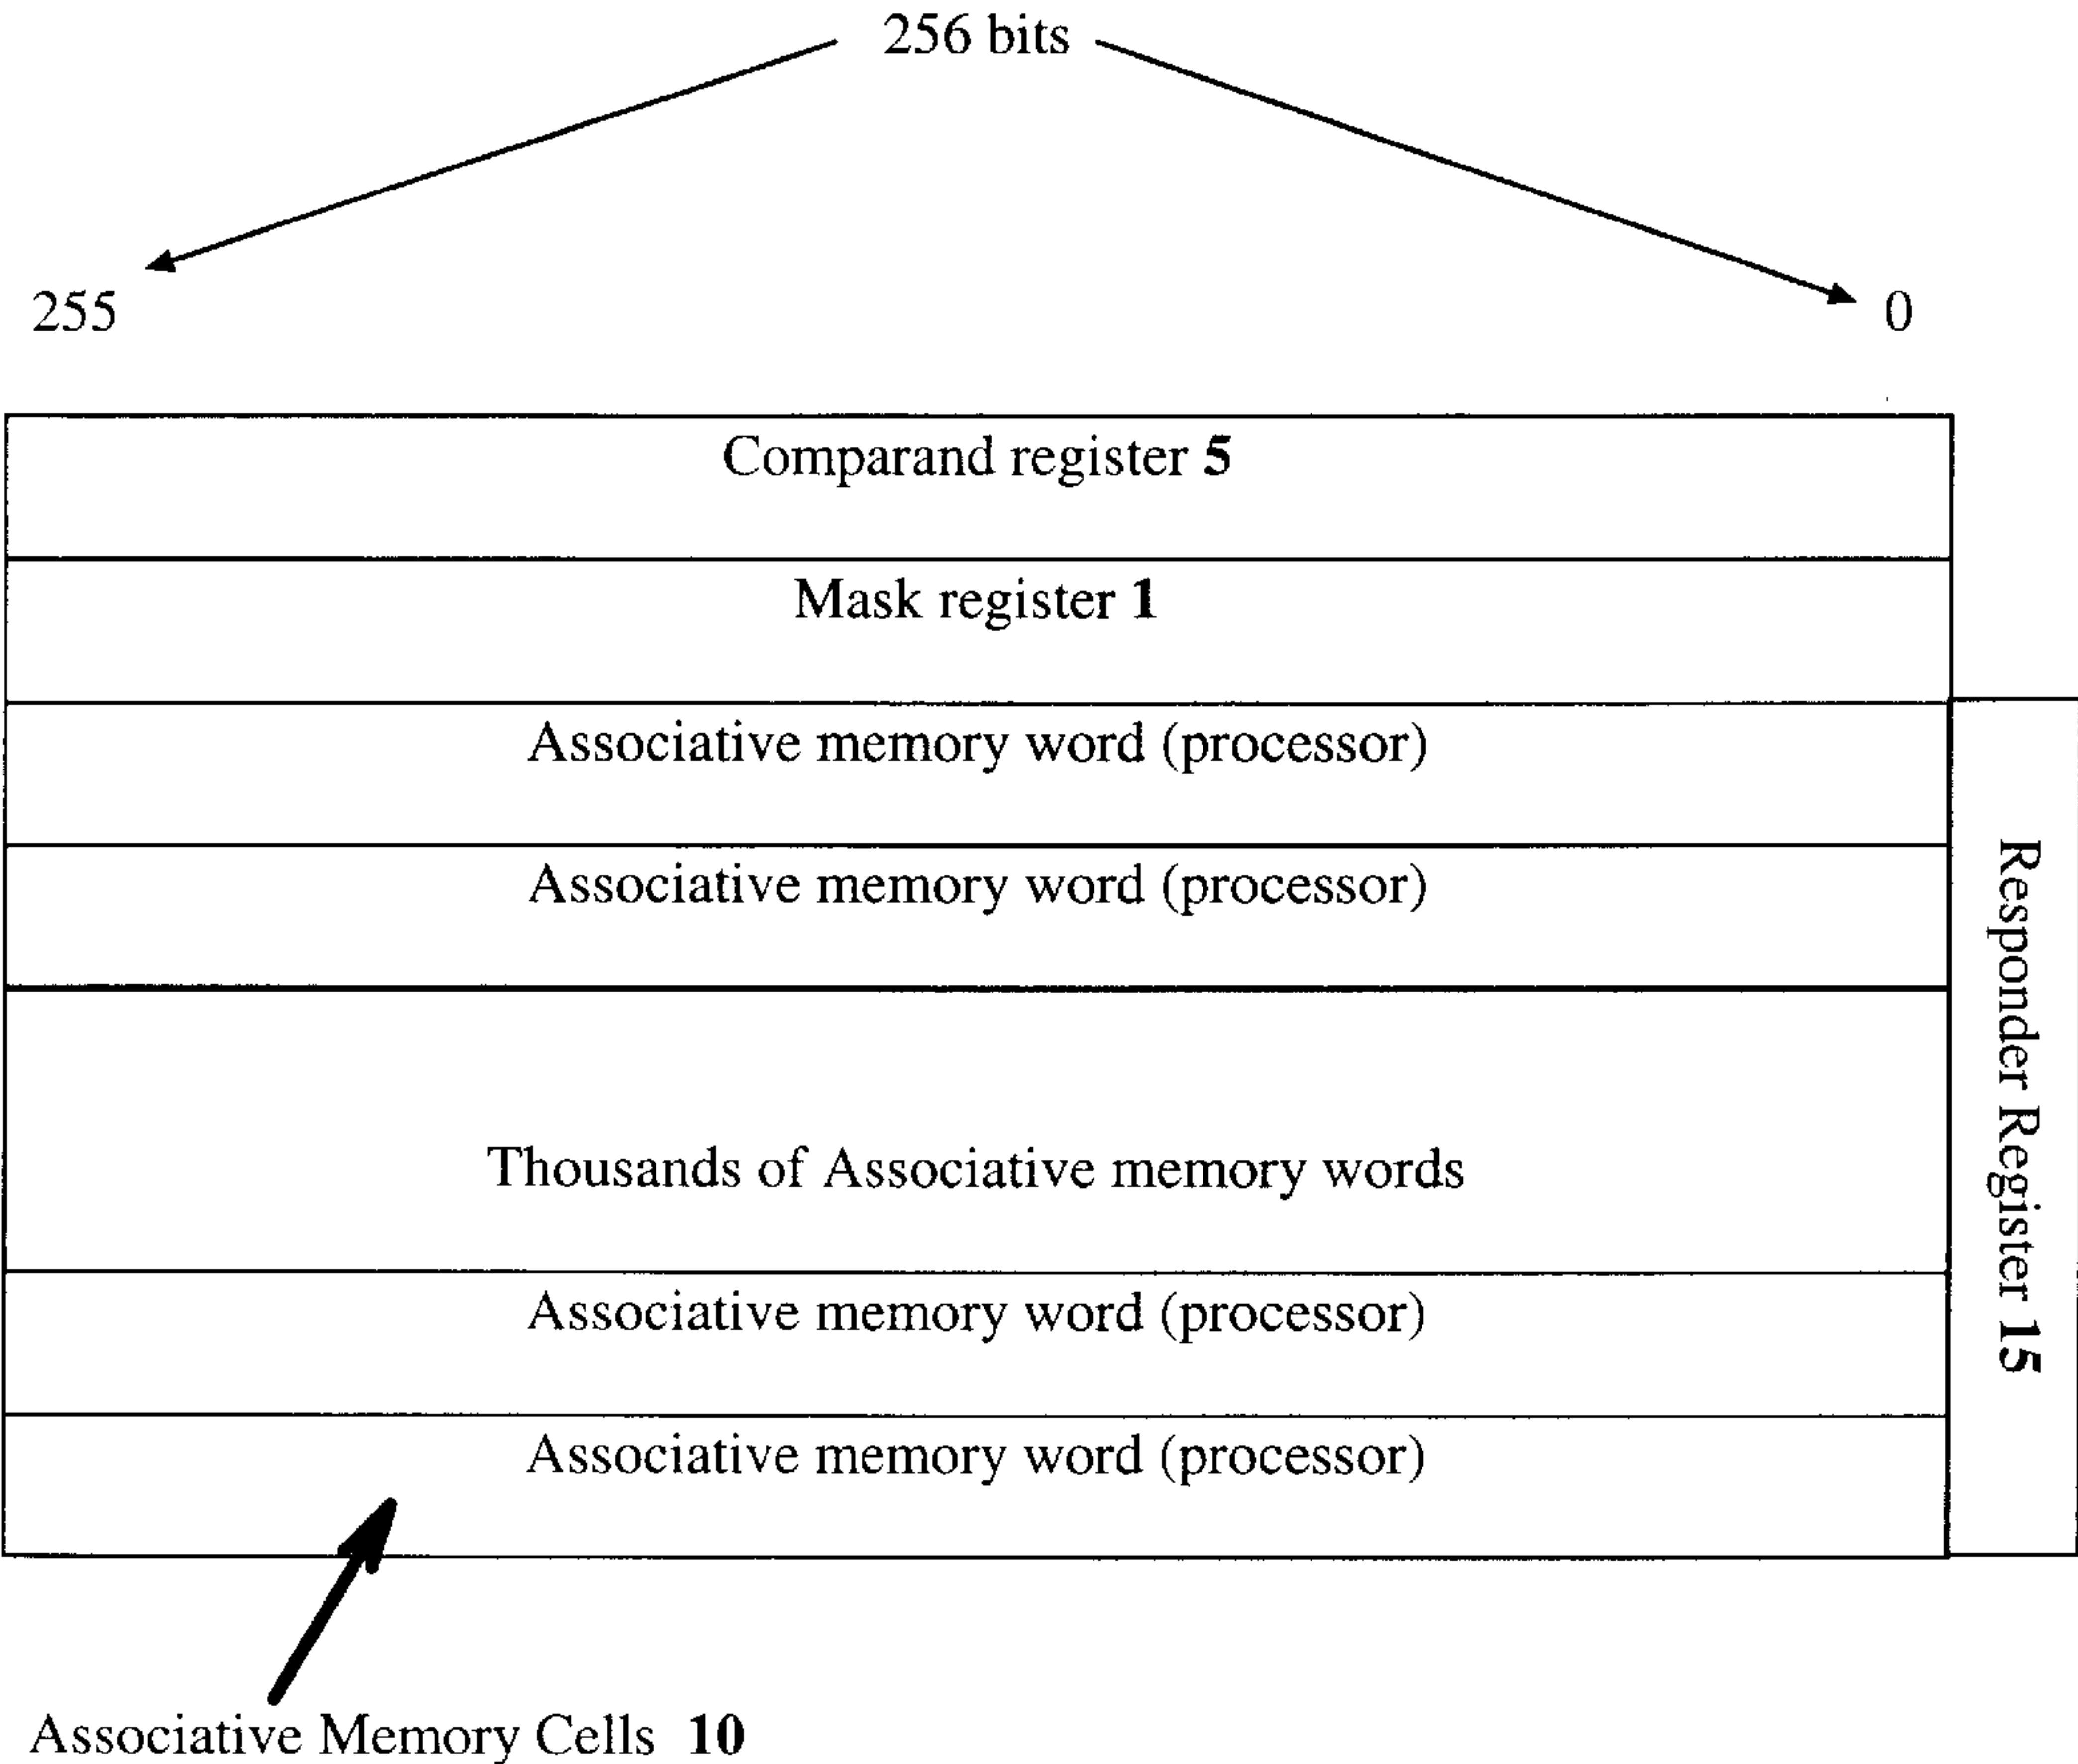 256 bits
255
0
Comparand register 5
Mask register 1
Associative memory word (processor)
Associative memory word (processor)
Thousands of Associative memory words
Associative memory word (processor)
Associative memory word (processor)
Responder Register 15
Associative Memory Cells 10